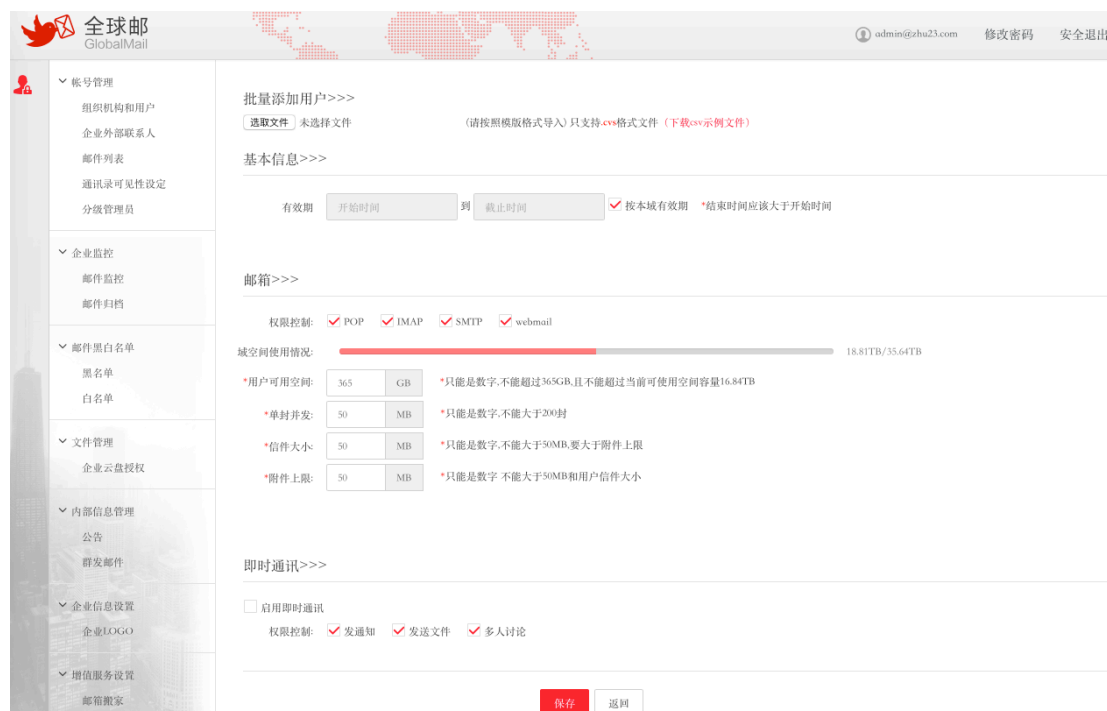 全球邮
GlobalMail
admin@zhu23.com 修改密码 安全退出
帐号管理
组织机构和用户
企业外部联系人
邮件列表
通讯录可见性设定
分级管理员
企业监控
邮件监控
邮件归档
邮件黑白名单
黑名单
白名单
文件管理
企业云盘授权
内部信息管理
公告
群发邮件
企业信息设置
企业LOGO
增值服务设置
邮箱搬家
批量添加用户>>>
选取文件 未选择文件 (请按照模版格式导入) 只支持.cvs格式文件 (下载csv示例文件)
基本信息>>>
有效期 开始时间 到 截止时间 按本域有效期 *结束时间应该大于开始时间
邮箱>>>
权限控制: POP IMAP SMTP webmail
域空间使用情况: 18.81TB/35.64TB
*用户可用空间: 365 GB *只能是数字,不能超过365GB,且不能超过当前可使用空间容量16.84TB
*单封并发: 50 MB *只能是数字,不能大于200封
*信件大小: 50 MB *只能是数字,不能大于50MB,要大于附件上限
*附件上限: 50 MB *只能是数字 不能大于50MB和用户信件大小
即时通讯>>>
启用即时通讯
权限控制: 发通知 发送文件 多人讨论
保存 返回